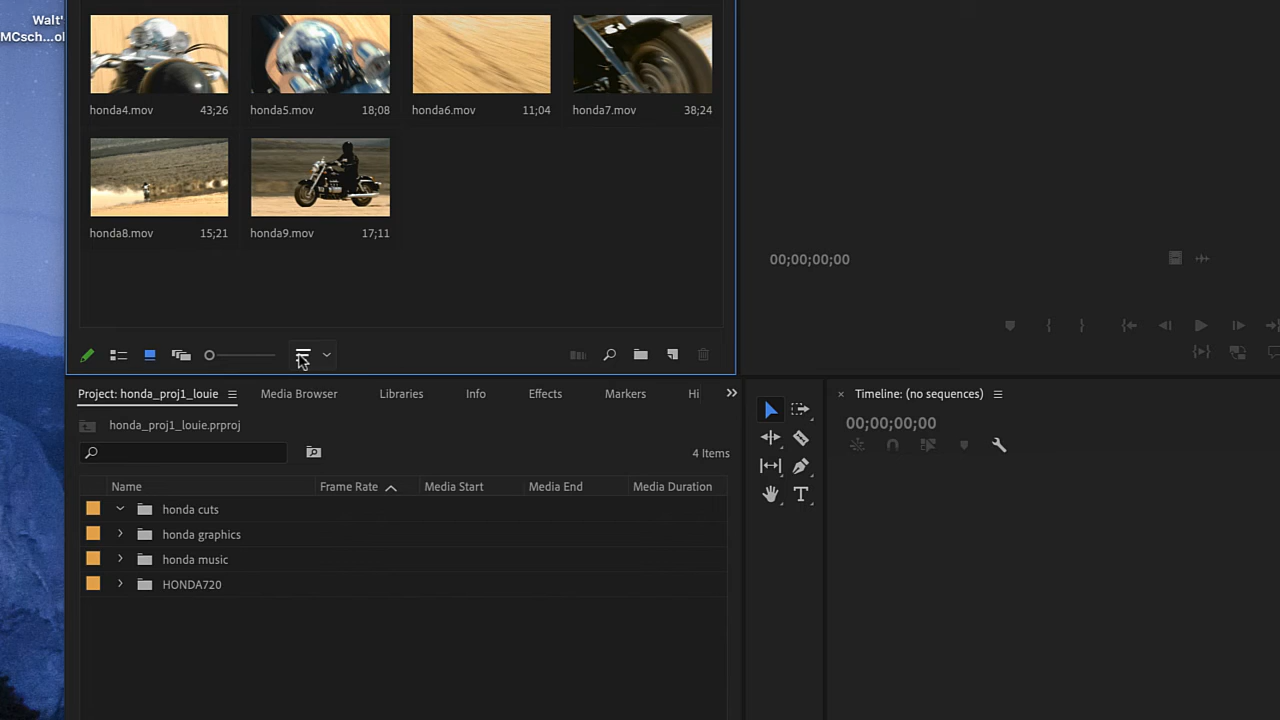 Walt'
MCsch...ol
honda4.mov 43;26
honda5.mov 18;08
honda6.mov 11;04
honda7.mov 38;24
honda8.mov 15;21
honda9.mov 17;11
00;00;00;00
Project: honda_proj1_louie
Media Browser
Libraries
Info
Effects
Markers
Hi
Timeline: (no sequences)
honda_proj1_louie.prproj
00;00;00;00
4 Items
Name Frame Rate Media Start Media End Media Duration
honda cuts
honda graphics
honda music
HONDA720